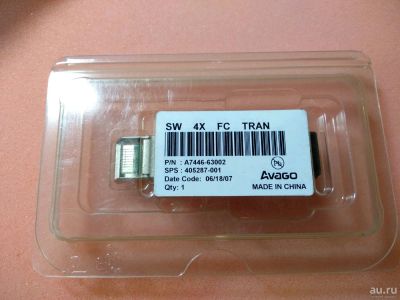 SW 4X FC TRAN
P/N : A7446-63002
SPS : 405287-001
Date Code: 06/18/07
Qty: 1
Pb
AVAGO
MADE IN CHINA
au.ru